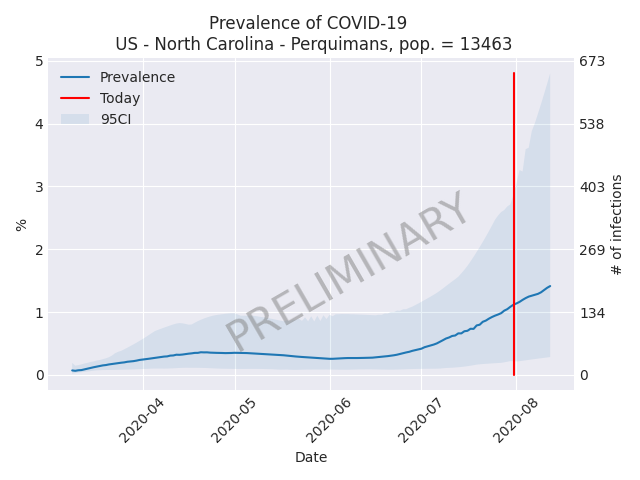 Prevalence of COVID-19
US - North Carolina - Perquimans, pop. = 13463
Prevalence
Today
95CI
PRELIMINARY
%
5
4
3
2
1
0
673
538
403
269
134
0
# of infections
2020-04
2020-05
2020-06
2020-07
2020-08
Date